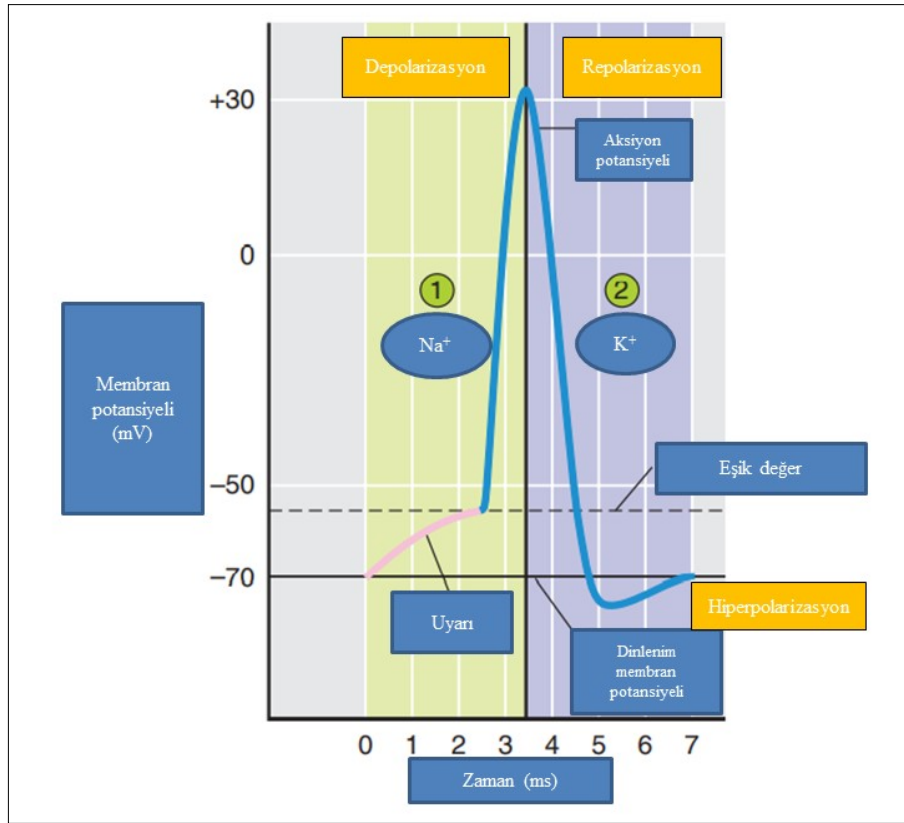 Depolarizasyon
Repolarizasyon
+30
Aksiyon
potansiyeli
0
1
2
Na+
K+
Membran
potansiyeli
(mV)
Eşik değer
–50
–70
Uyarı
Hiperpolarizasyon
Dinlenim
membran
potansiyeli
0 1 2 3 4 5 6 7
Zaman (ms)